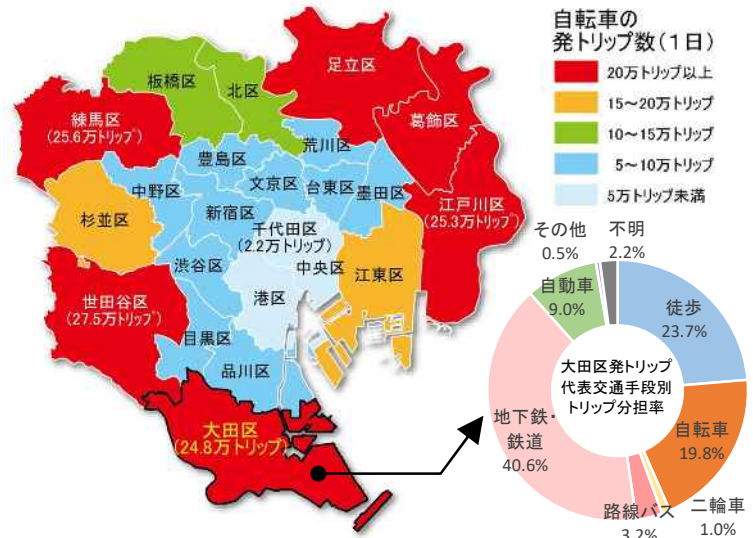 自転車の
発トリップ数(1日)
20万トリップ以上
15~20万トリップ
10~15万トリップ
5~10万トリップ
5万トリップ未満
足立区
板橋区
北区
練馬区
(25.6万トリップ)
葛飾区
荒川区
豊島区
文京区
台東区
墨田区
中野区
江戸川区
(25.3万トリップ)
杉並区
新宿区
千代田区
(2.2万トリップ)
渋谷区
中央区
江東区
港区
世田谷区
(27.5万トリップ)
目黒区
品川区
大田区
(24.8万トリップ)
その他
0.5%
不明
2.2%
自動車
9.0%
徒歩
23.7%
大田区発トリップ
代表交通手段別
トリップ分担率
地下鉄・
鉄道
40.6%
自転車
19.8%
路線バス
3.2%
二輪車
1.0%